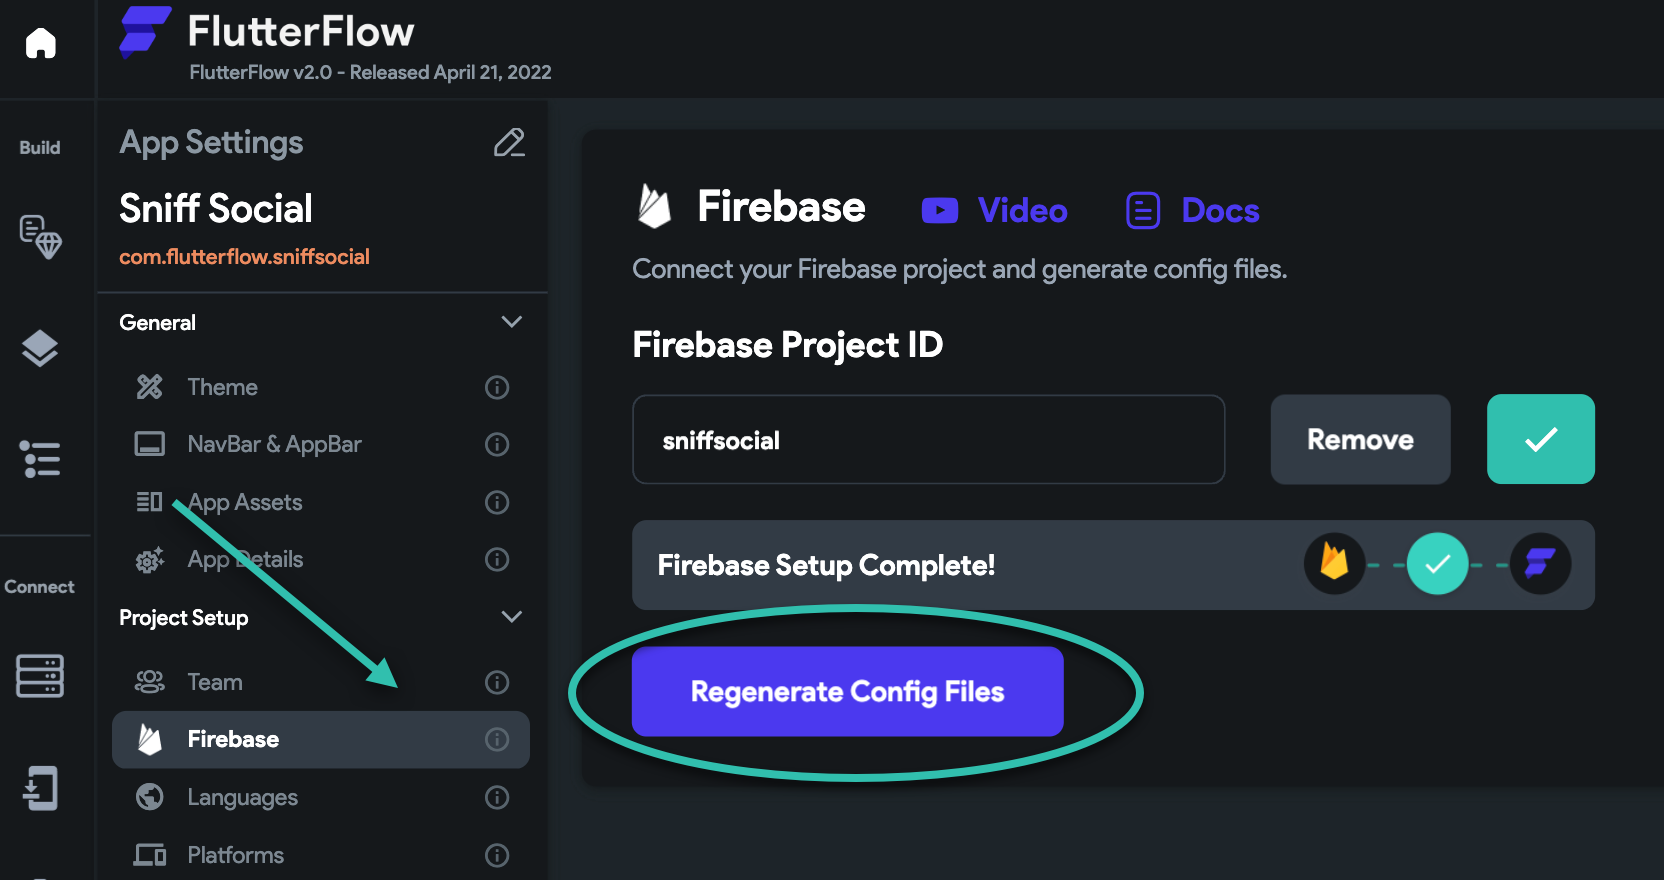 FlutterFlow
FlutterFlow v2.0 - Released April 21, 2022
Build
Connect
App Settings
Sniff Social
com.flutterflow.sniffsocial
General
Theme
NavBar & AppBar
App Assets
App Details
Project Setup
Team
Firebase
Languages
Platforms
Firebase
Video
Docs
Connect your Firebase project and generate config files.
Firebase Project ID
sniffsocial
Remove
Firebase Setup Complete!
Regenerate Config Files